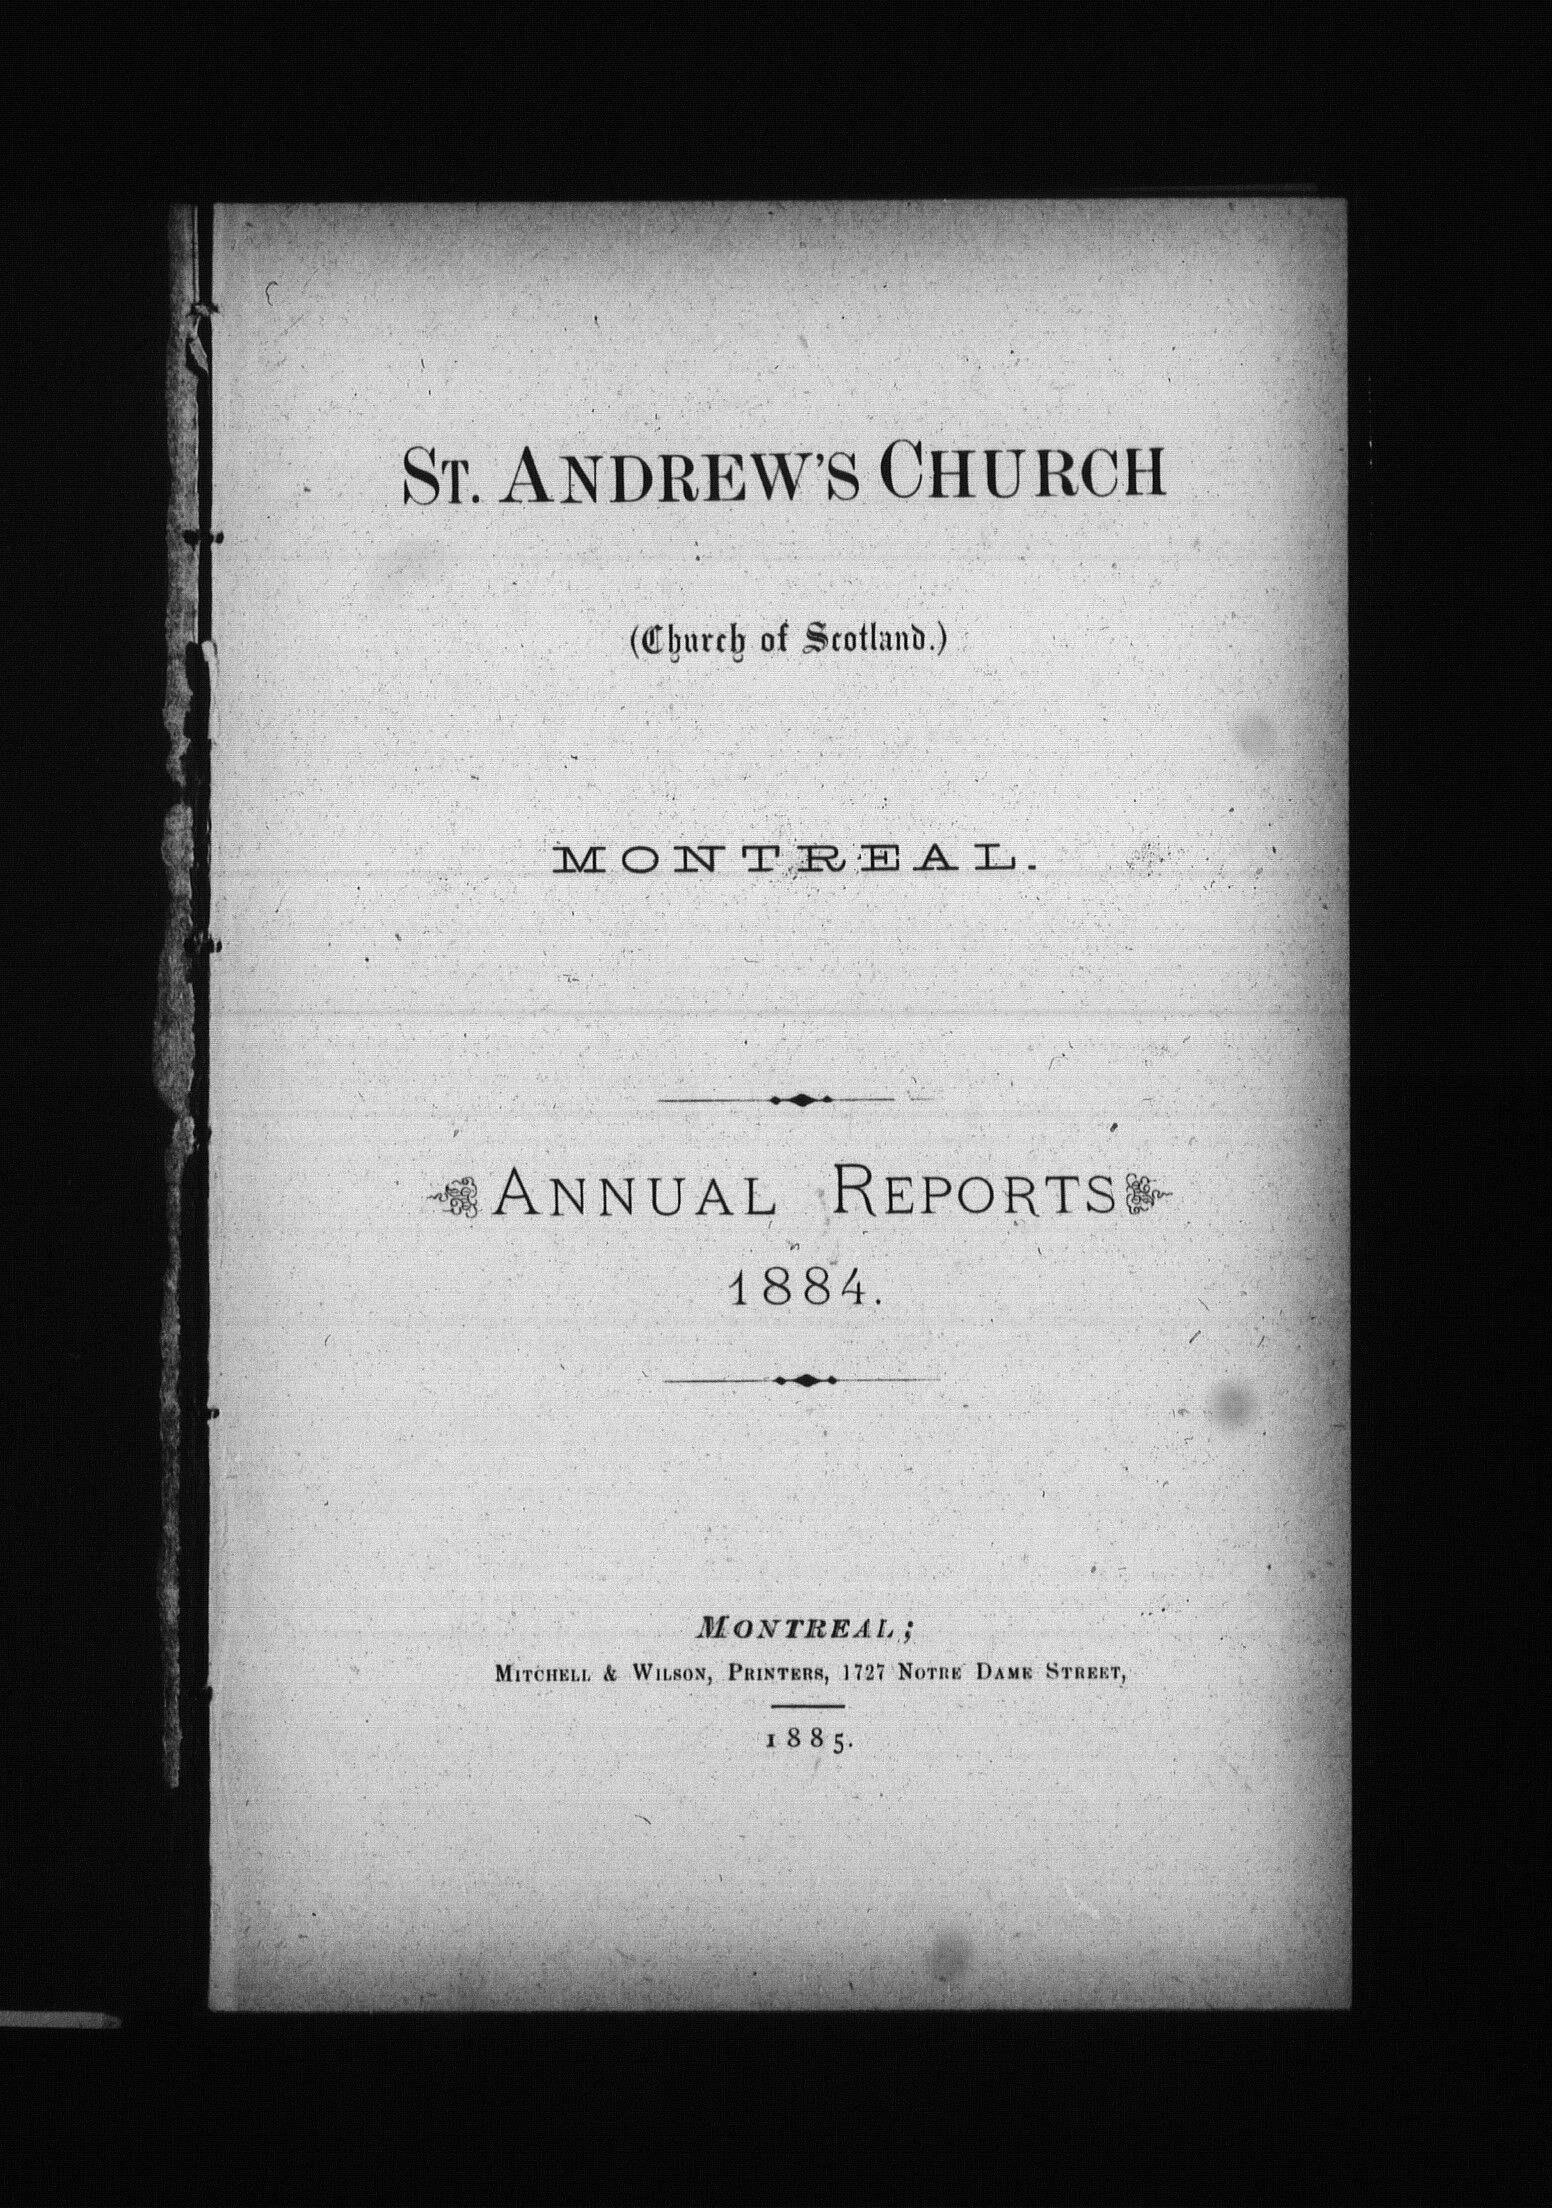 ST. ANDREW'S CHURCH
(Church of Scotland.)
MONTREAL.
ANNUAL REPORTS
1884.
MONTREAL;
MITCHELL & WILSON, PRINTERS, 1727 NOTRE DAME STREET,
1885.